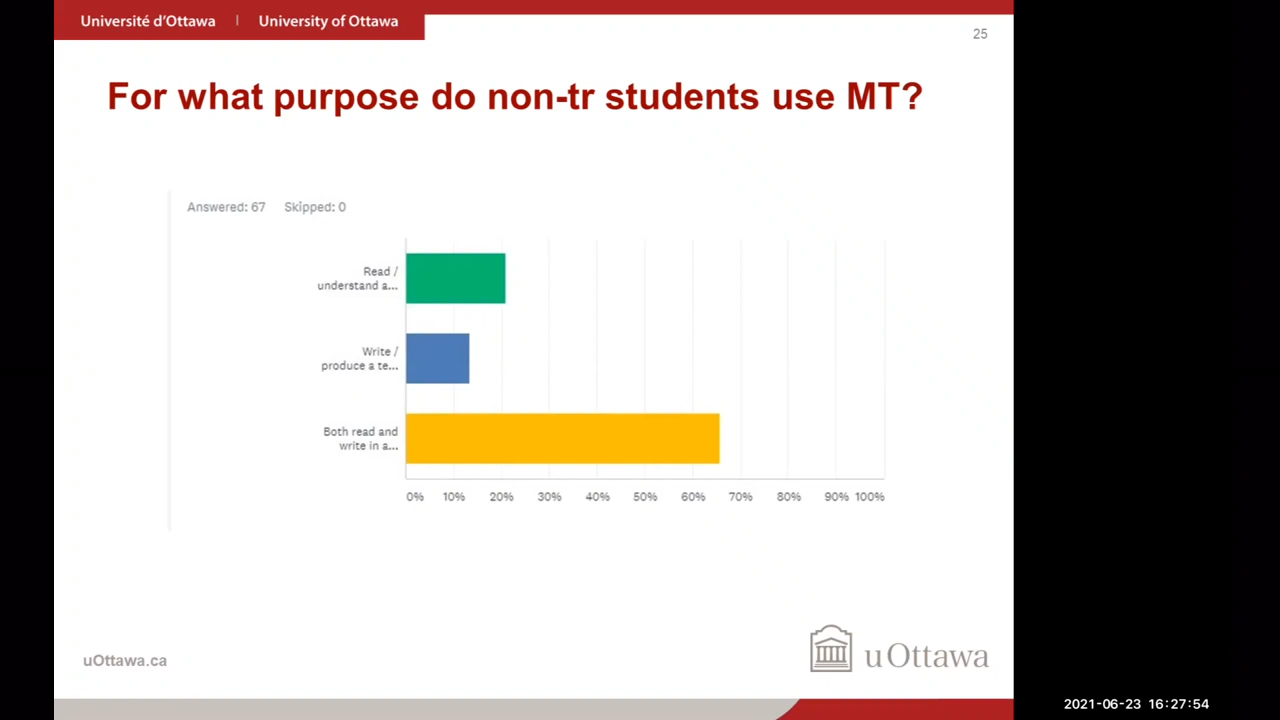 Université d'Ottawa | University of Ottawa
25
For what purpose do non-tr students use MT?
Answered: 67 Skipped: 0
Read /
understand a...
Write /
produce a te...
Both read and
write in a...
0% 10% 20% 30% 40% 50% 60% 70% 80% 90% 100%
uOttawa.ca
uOttawa
2021-06-23 16:27:54